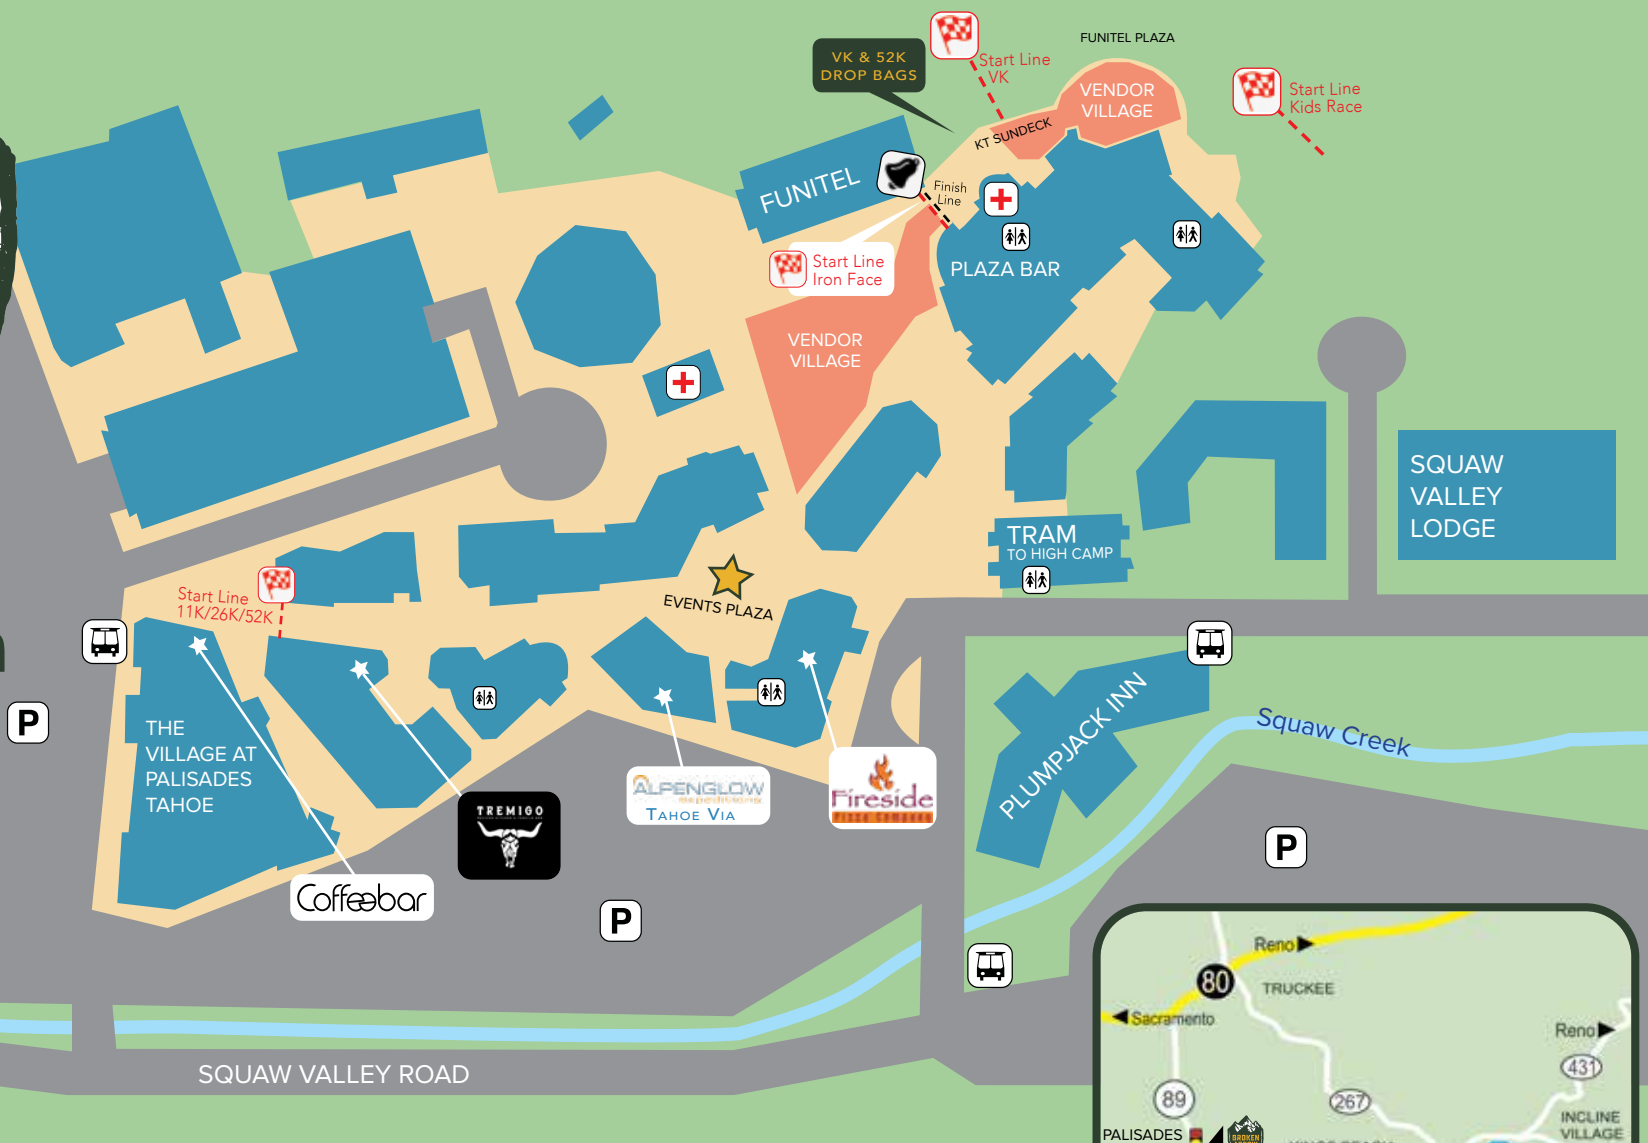 FUNITEL PLAZA
VK & 52K
DROP BAGS
Start Line
VK
VENDOR
VILLAGE
Start Line
Kids Race
KT SUNDECK
FUNITEL
Finish
Line
Start Line
Iron Face
PLAZA BAR
VENDOR
VILLAGE
SQUAW
VALLEY
LODGE
TRAM
TO HIGH CAMP
Start Line
11K/26K/52K
EVENTS PLAZA
P
THE
VILLAGE AT
PALISADES
TAHOE
PLUMPJACK INN
Squaw Creek
TREMIGO
ALPENGLOW
TAHOE VIA
Fireside
Pizza Company
Coffeebar
P
P
SQUAW VALLEY ROAD
Reno
80
TRUCKEE
Sacramento
Reno
431
89
267
INCLINE
VILLAGE
PALISADES
BROKEN